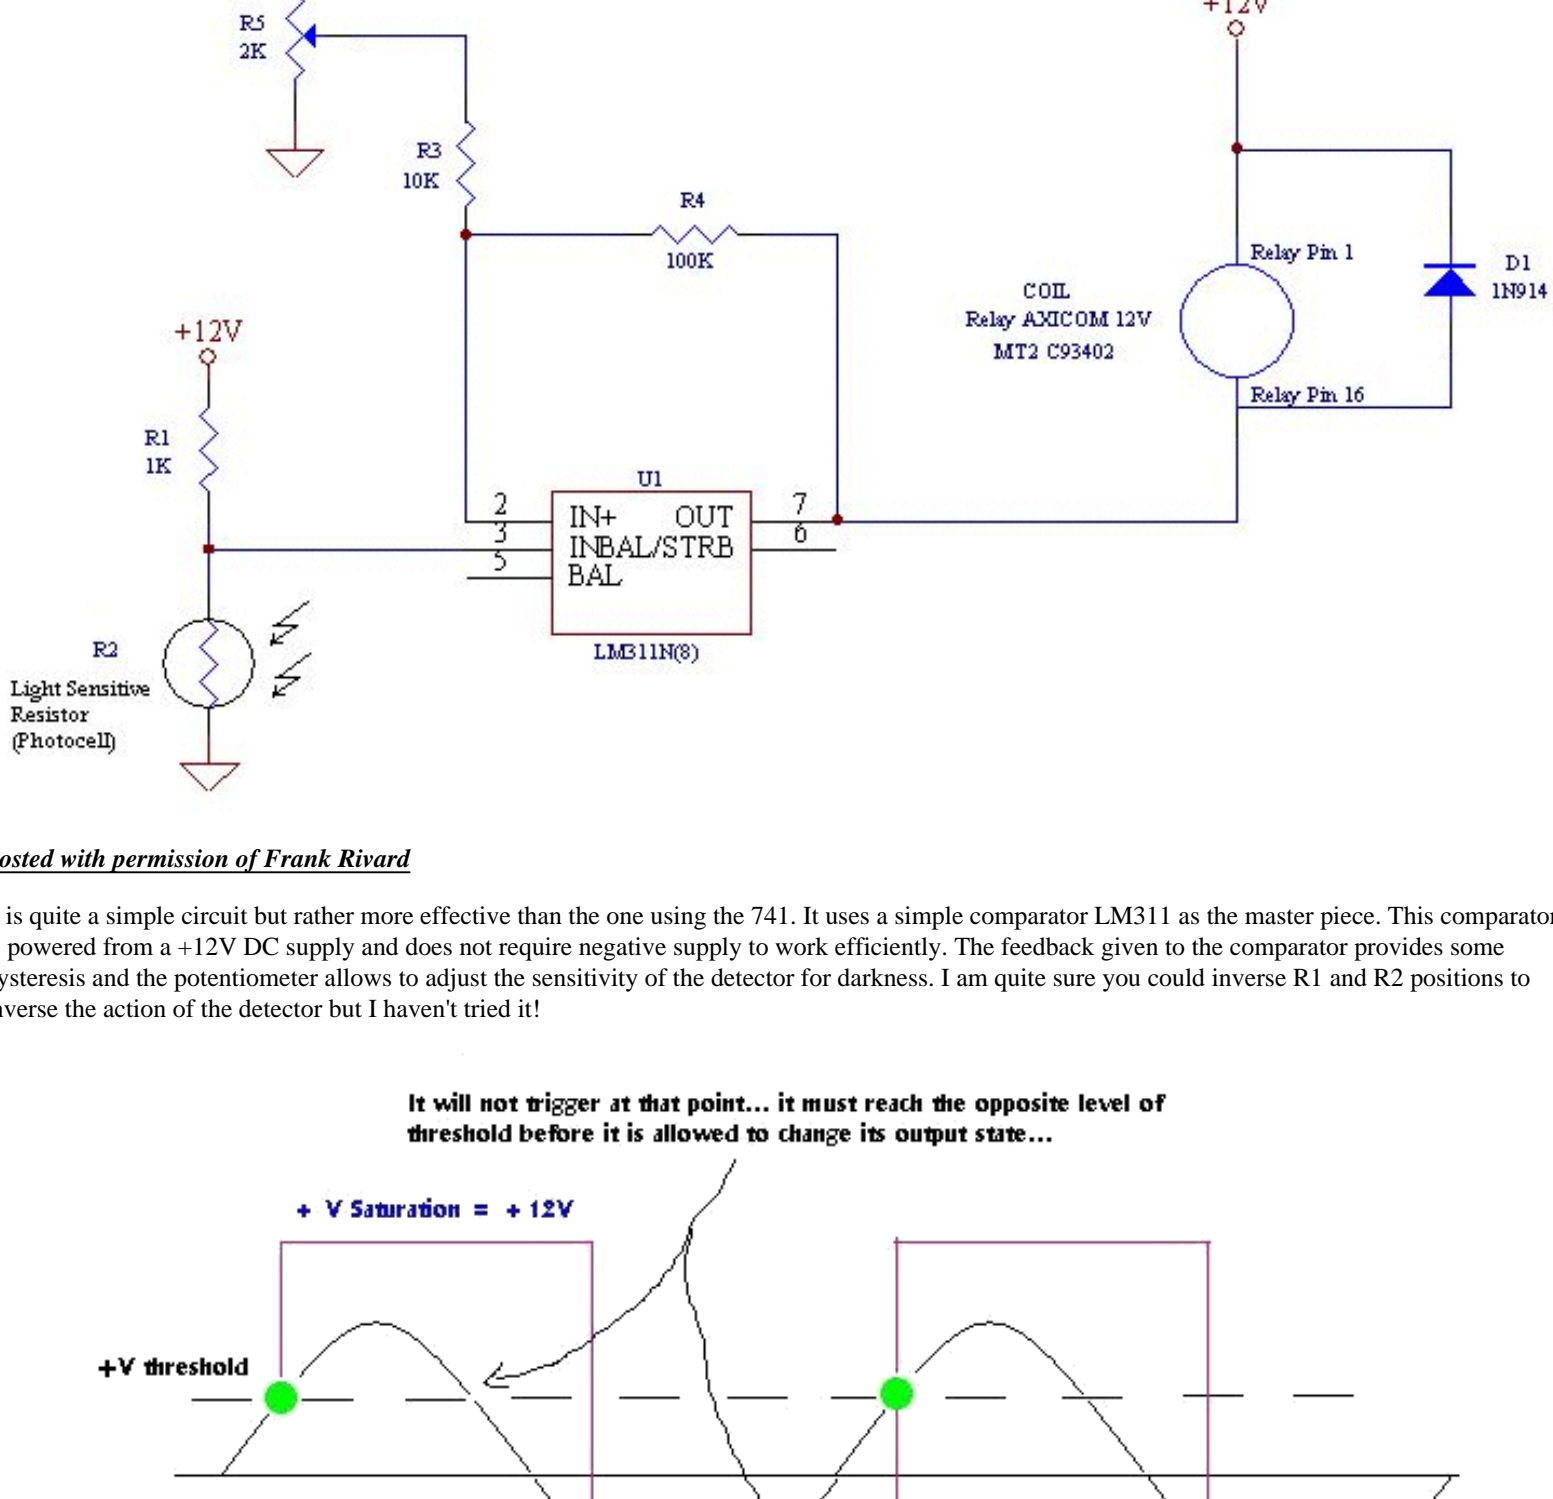 +12V
R5
2K
R3
10K
R4
100K
Relay Pin 1
D1
1N914
COIL
Relay AXICOM 12V
MT2 C93402
Relay Pin 16
+12V
R1
1K
U1
2 IN+ OUT 7
3 INBAL/STRB 6
5 BAL
LM311N(8)
R2
Light Sensitive
Resistor
(Photocell)
osted with permission of Frank Rivard
is quite a simple circuit but rather more effective than the one using the 741. It uses a simple comparator LM311 as the master piece. This comparator
powered from a +12V DC supply and does not require negative supply to work efficiently. The feedback given to the comparator provides some
ysteresis and the potentiometer allows to adjust the sensitivity of the detector for darkness. I am quite sure you could inverse R1 and R2 positions to
nverse the action of the detector but I haven't tried it!
It will not trigger at that point... it must reach the opposite level of
threshold before it is allowed to change its output state...
+ V Saturation = + 12V
+V threshold